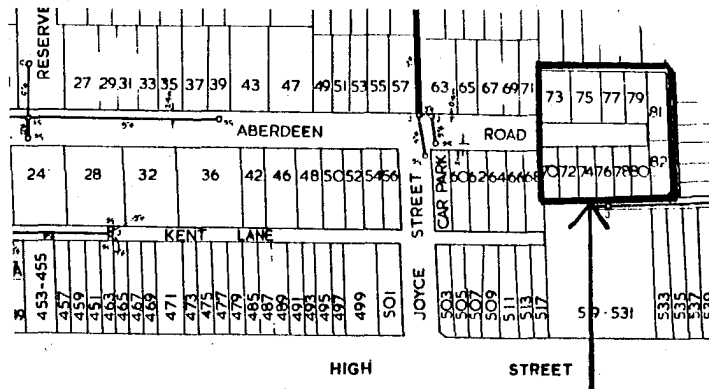 RESERVE
27 29 31 33 35 37 39 43 47 49 51 53 55 57 63 65 67 69 71 73 75 77 79 81
ABERDEEN ROAD
24 28 32 36 42 46 48 50 52 54 56 60 62 64 66 68 70 72 74 76 78 80 82
CAR PARK
KENT LANE
JOYCE STREET
453-455 457 459 451 463 465 467 469 471 473 475 477 479 485 487 489 491 493 495 497 499 501 503 505 507 509 511 513 517 519-531 533 535 537 539
HIGH STREET